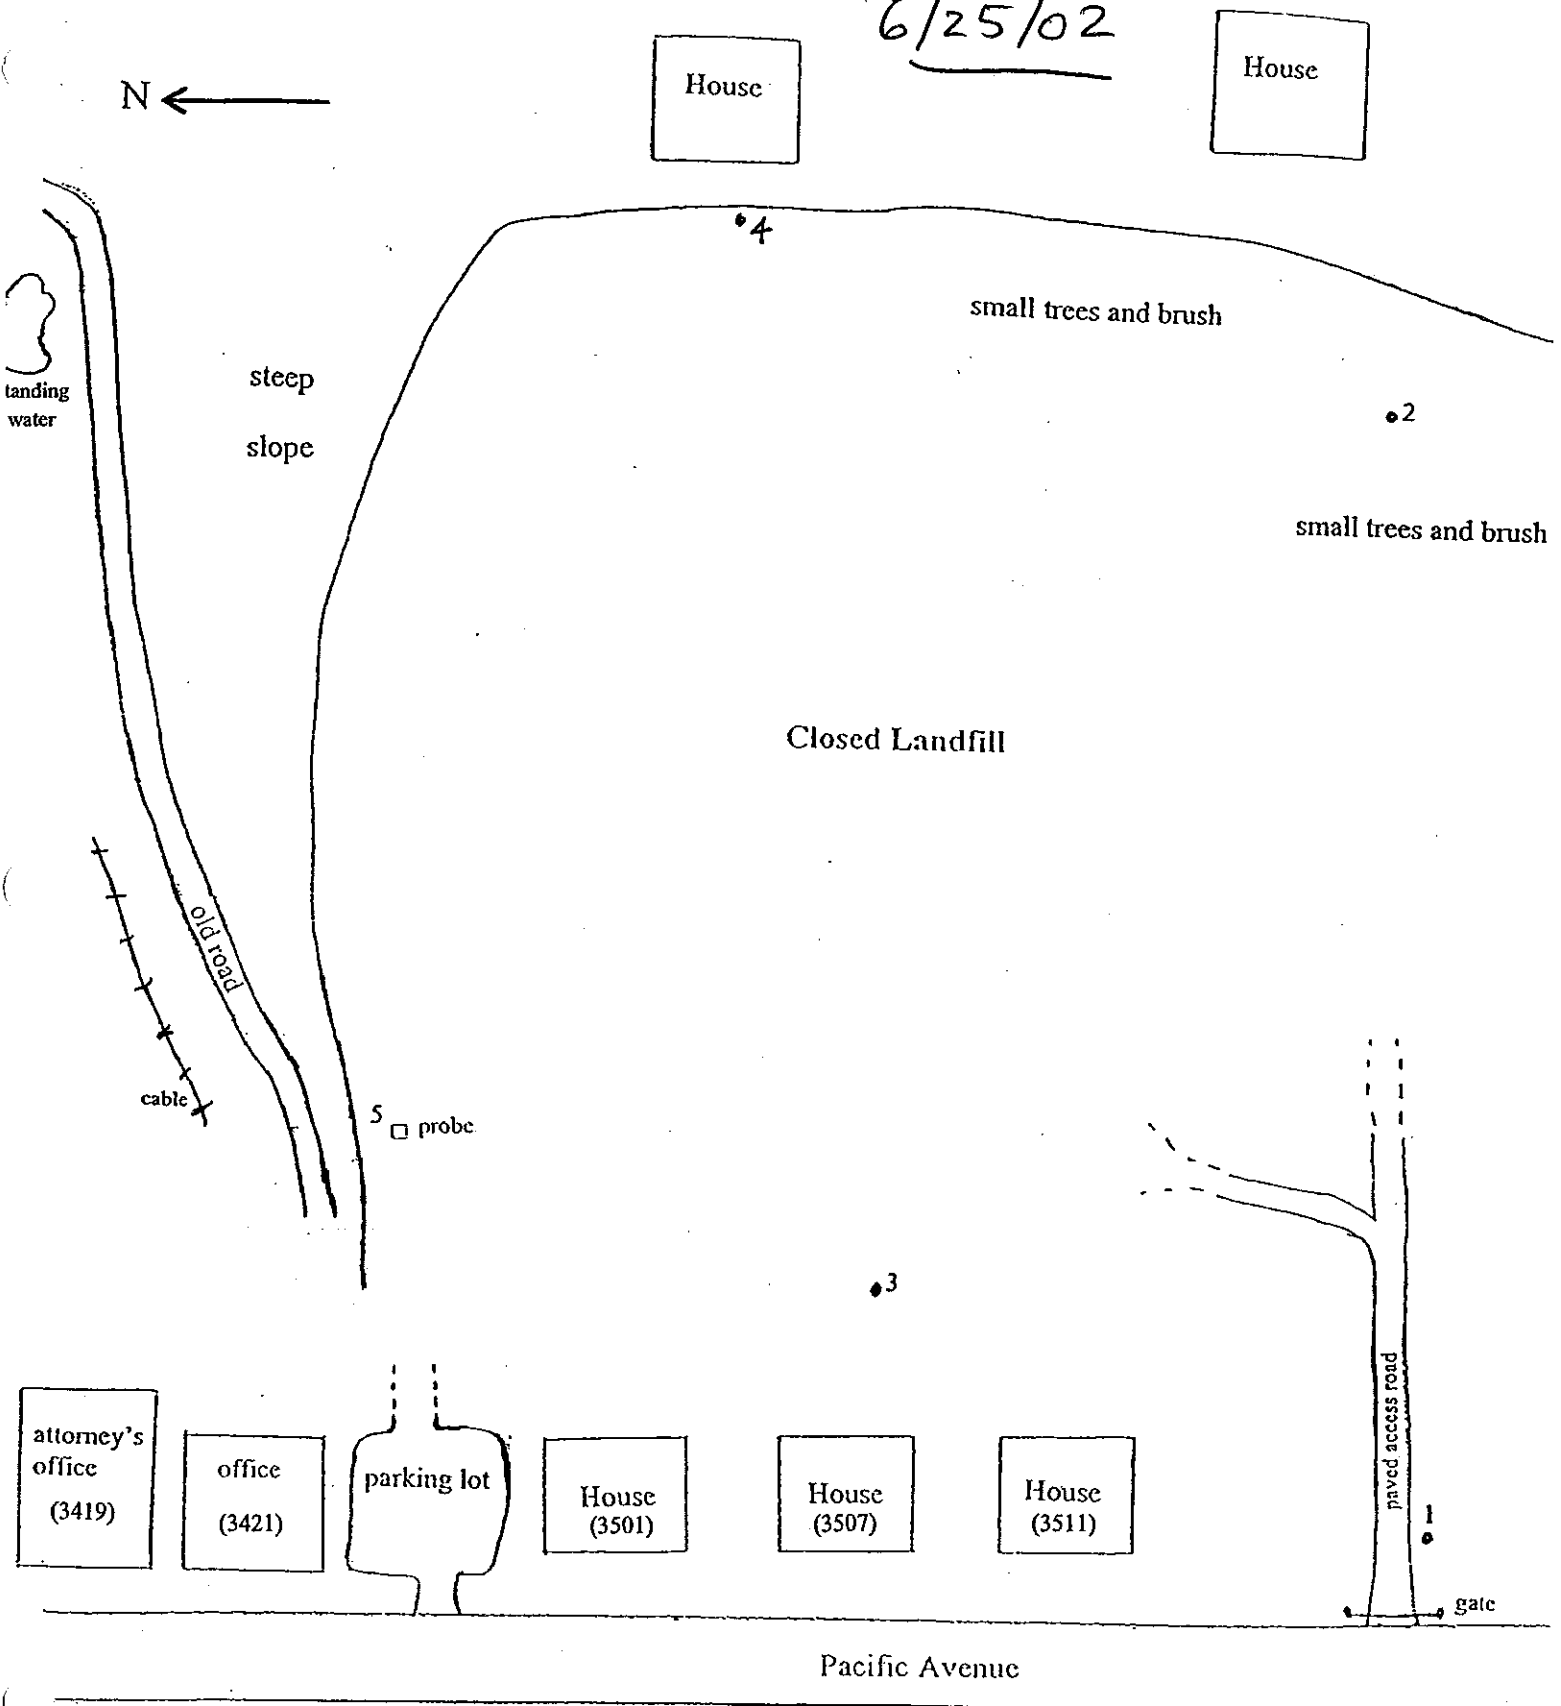 6/25/02
House
House
N
4
small trees and brush
steep
slope
tanding
water
2
small trees and brush
Closed Landfill
old road
cable
5
probe
3
paved access road
attorney's
office
(3419)
office
(3421)
parking lot
House
(3501)
House
(3507)
House
(3511)
1
gate
Pacific Avenue